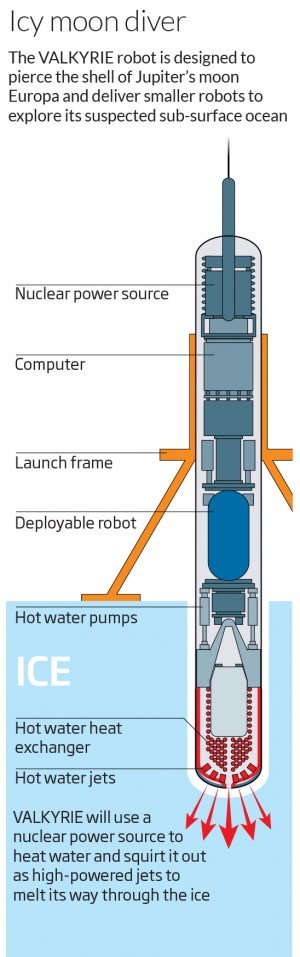 Icy moon diver
The VALKYRIE robot is designed to
pierce the shell of Jupiter's moon
Europa and deliver smaller robots to
explore its suspected sub-surface ocean
Nuclear power source
Computer
Launch frame
Deployable robot
Hot water pumps
ICE
Hot water heat
exchanger
Hot water jets
VALKYRIE will use a
nuclear power source to
heat water and squirt it out
as high-powered jets to
melt its way through the ice